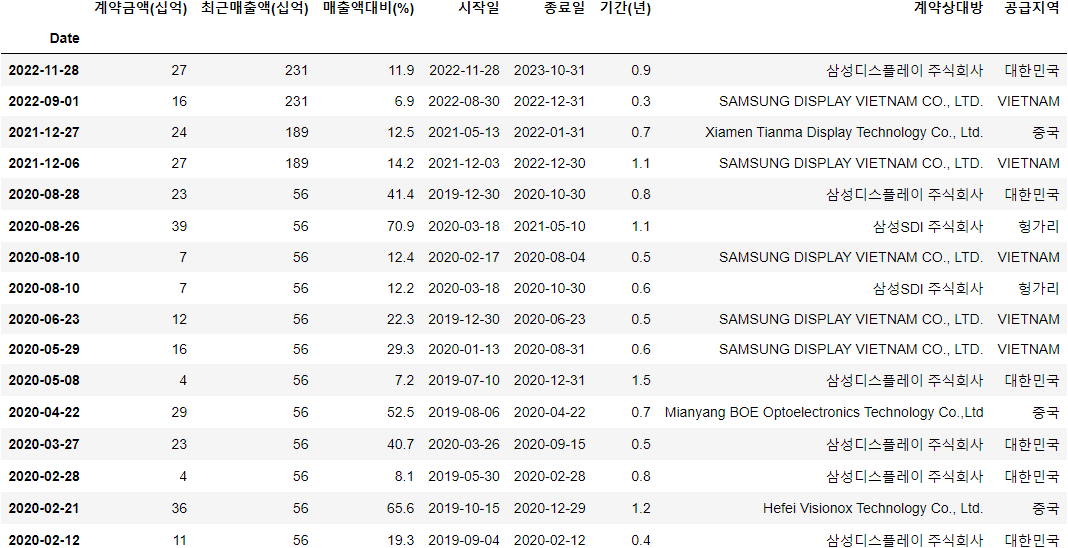 계약금액(십억) 최근매출액(십억) 매출액대비(%) 시작일 종료일 기간(년) 계약상대방 공급지역
Date
2022-11-28 27 231 11.9 2022-11-28 2023-10-31 0.9 삼성디스플레이 주식회사 대한민국
2022-09-01 16 231 6.9 2022-08-30 2022-12-31 0.3 SAMSUNG DISPLAY VIETNAM CO., LTD. VIETNAM
2021-12-27 24 189 12.5 2021-05-13 2022-01-31 0.7 Xiamen Tianma Display Technology Co., Ltd. 중국
2021-12-06 27 189 14.2 2021-12-03 2022-12-30 1.1 SAMSUNG DISPLAY VIETNAM CO., LTD. VIETNAM
2020-08-28 23 56 41.4 2019-12-30 2020-10-30 0.8 삼성디스플레이 주식회사 대한민국
2020-08-26 39 56 70.9 2020-03-18 2021-05-10 1.1 삼성SDI 주식회사 헝가리
2020-08-10 7 56 12.4 2020-02-17 2020-08-04 0.5 SAMSUNG DISPLAY VIETNAM CO., LTD. VIETNAM
2020-08-10 7 56 12.2 2020-03-18 2020-10-30 0.6 삼성SDI 주식회사 헝가리
2020-06-23 12 56 22.3 2019-12-30 2020-06-23 0.5 SAMSUNG DISPLAY VIETNAM CO., LTD. VIETNAM
2020-05-29 16 56 29.3 2020-01-13 2020-08-31 0.6 SAMSUNG DISPLAY VIETNAM CO., LTD. VIETNAM
2020-05-08 4 56 7.2 2019-07-10 2020-12-31 1.5 삼성디스플레이 주식회사 대한민국
2020-04-22 29 56 52.5 2019-08-06 2020-04-22 0.7 Mianyang BOE Optoelectronics Technology Co.,Ltd 중국
2020-03-27 23 56 40.7 2020-03-26 2020-09-15 0.5 삼성디스플레이 주식회사 대한민국
2020-02-28 4 56 8.1 2019-05-30 2020-02-28 0.8 삼성디스플레이 주식회사 대한민국
2020-02-21 36 56 65.6 2019-10-15 2020-12-29 1.2 Hefei Visionox Technology Co., Ltd. 중국
2020-02-12 11 56 19.3 2019-09-04 2020-02-12 0.4 삼성디스플레이 주식회사 대한민국